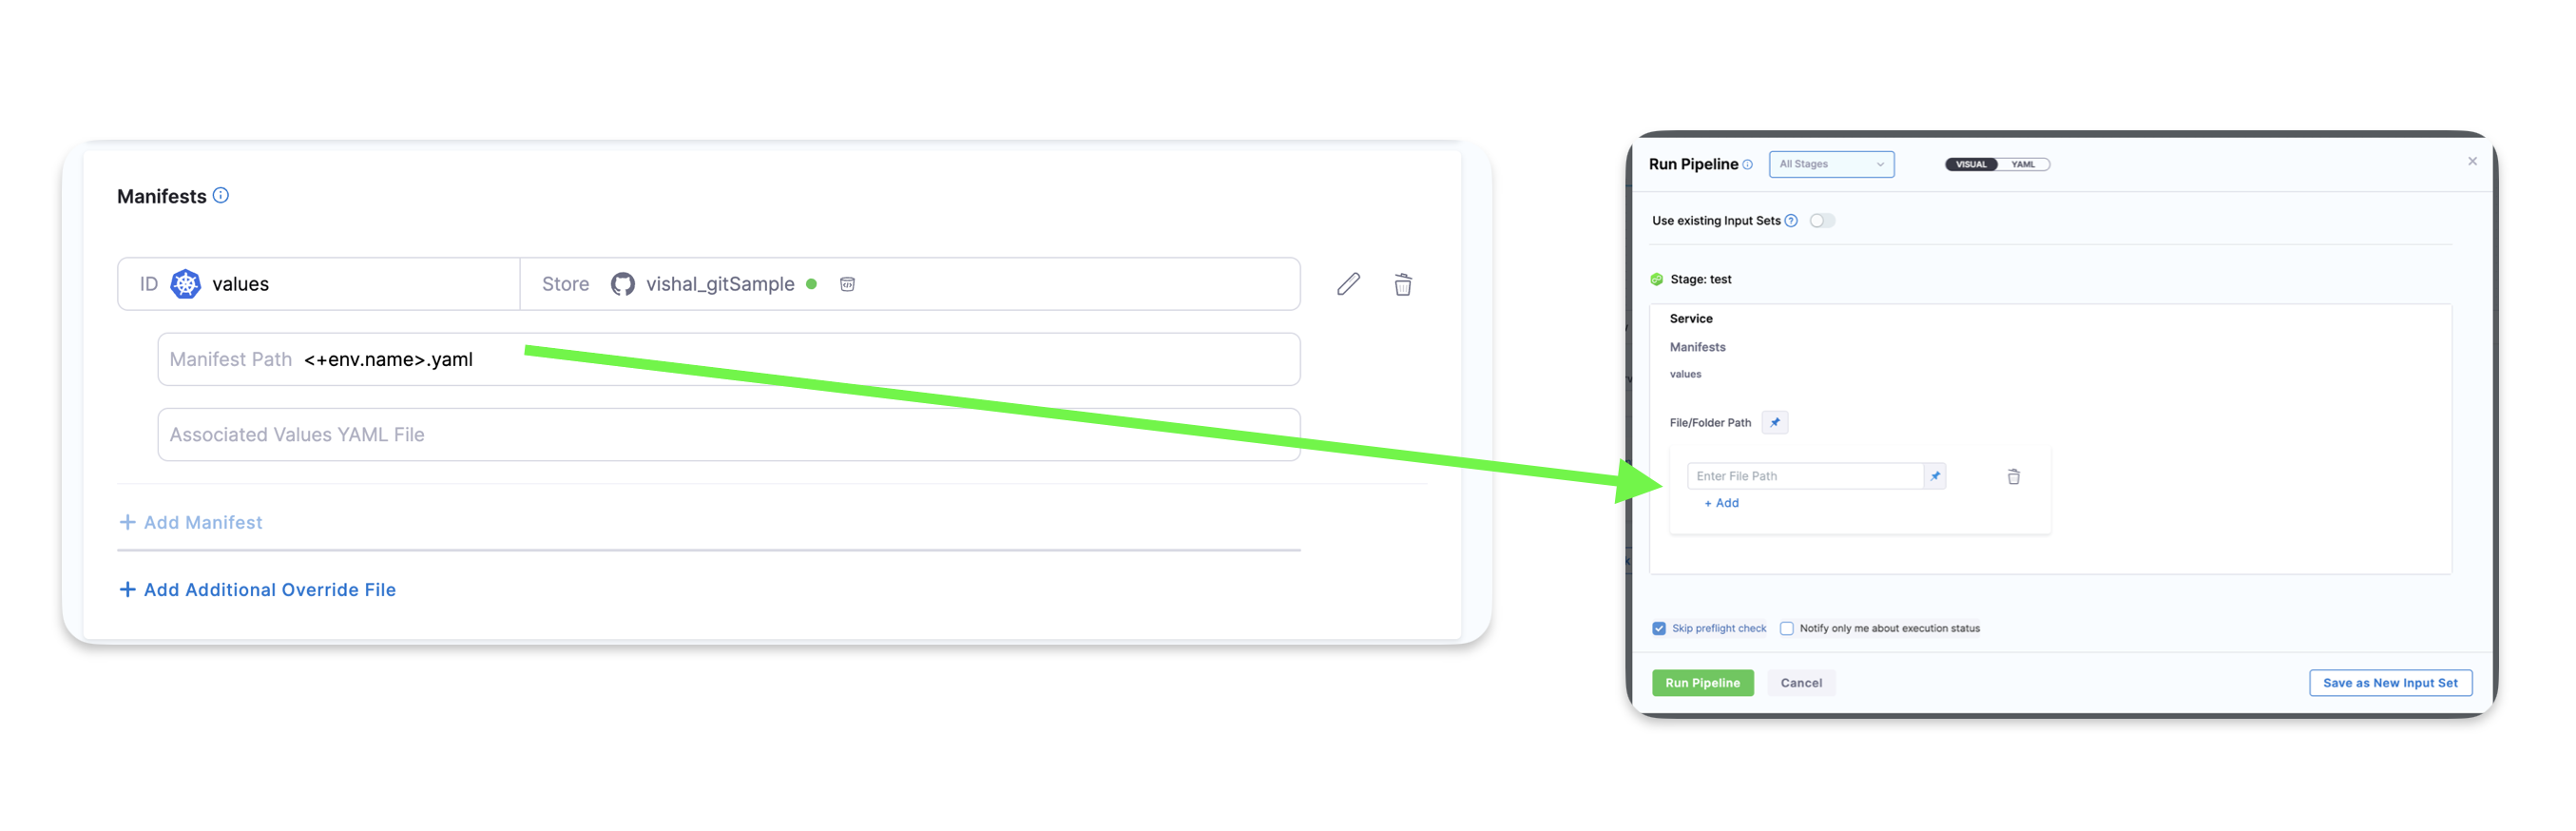 Manifests
ID values Store vishal_gitSample
Manifest Path <+env.name>.yaml
Associated Values YAML File
+ Add Manifest
+ Add Additional Override File
Run Pipeline All Stages VISUAL YAML
Use existing Input Sets
Stage: test
Service
Manifests
values
File/Folder Path
Enter File Path
+ Add
Skip preflight check Notify only me about execution status
Run Pipeline Cancel Save as New Input Set